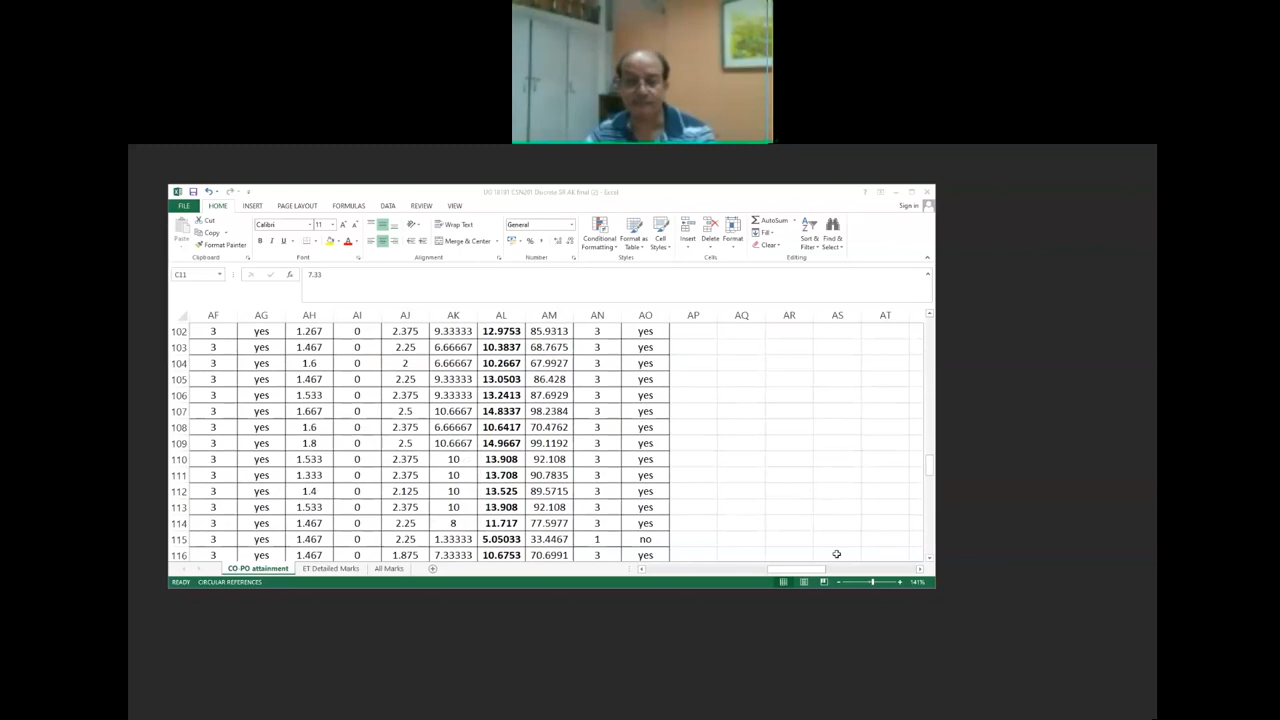 FILE HOME INSERT PAGE LAYOUT FORMULAS DATA REVIEW VIEW Sign in
Cut
Copy
Format Painter
Paste
Calibri 11
B I U
Wrap Text
Merge & Center
General
Conditional Formatting
Format as Table
Cell Styles
Insert Delete Format
AutoSum
Fill
Clear
Sort & Filter
Find & Select
Clipboard Font Alignment Number Styles Cells Editing
C11 fx 7.33
AF AG AH AI AJ AK AL AM AN AO AP AQ AR AS AT
102 3 yes 1.267 0 2.375 9.33333 12.9753 85.9313 3 yes
103 3 yes 1.467 0 2.25 6.66667 10.3837 68.7675 3 yes
104 3 yes 1.6 0 2 6.66667 10.2667 67.9927 3 yes
105 3 yes 1.467 0 2.25 9.33333 13.0503 86.428 3 yes
106 3 yes 1.533 0 2.375 9.33333 13.2413 87.6929 3 yes
107 3 yes 1.667 0 2.5 10.6667 14.8337 98.2384 3 yes
108 3 yes 1.6 0 2.375 6.66667 10.6417 70.4762 3 yes
109 3 yes 1.8 0 2.5 10.6667 14.9667 99.1192 3 yes
110 3 yes 1.533 0 2.375 10 13.908 92.108 3 yes
111 3 yes 1.333 0 2.375 10 13.708 90.7835 3 yes
112 3 yes 1.4 0 2.125 10 13.525 89.5715 3 yes
113 3 yes 1.533 0 2.375 10 13.908 92.108 3 yes
114 3 yes 1.467 0 2.25 8 11.717 77.5977 3 yes
115 3 yes 1.467 0 2.25 1.33333 5.05033 33.4467 1 no
116 3 yes 1.467 0 1.875 7.33333 10.6753 70.6991 3 yes
CO-PO attainment ET Detailed Marks All Marks
READY CIRCULAR REFERENCES 141%